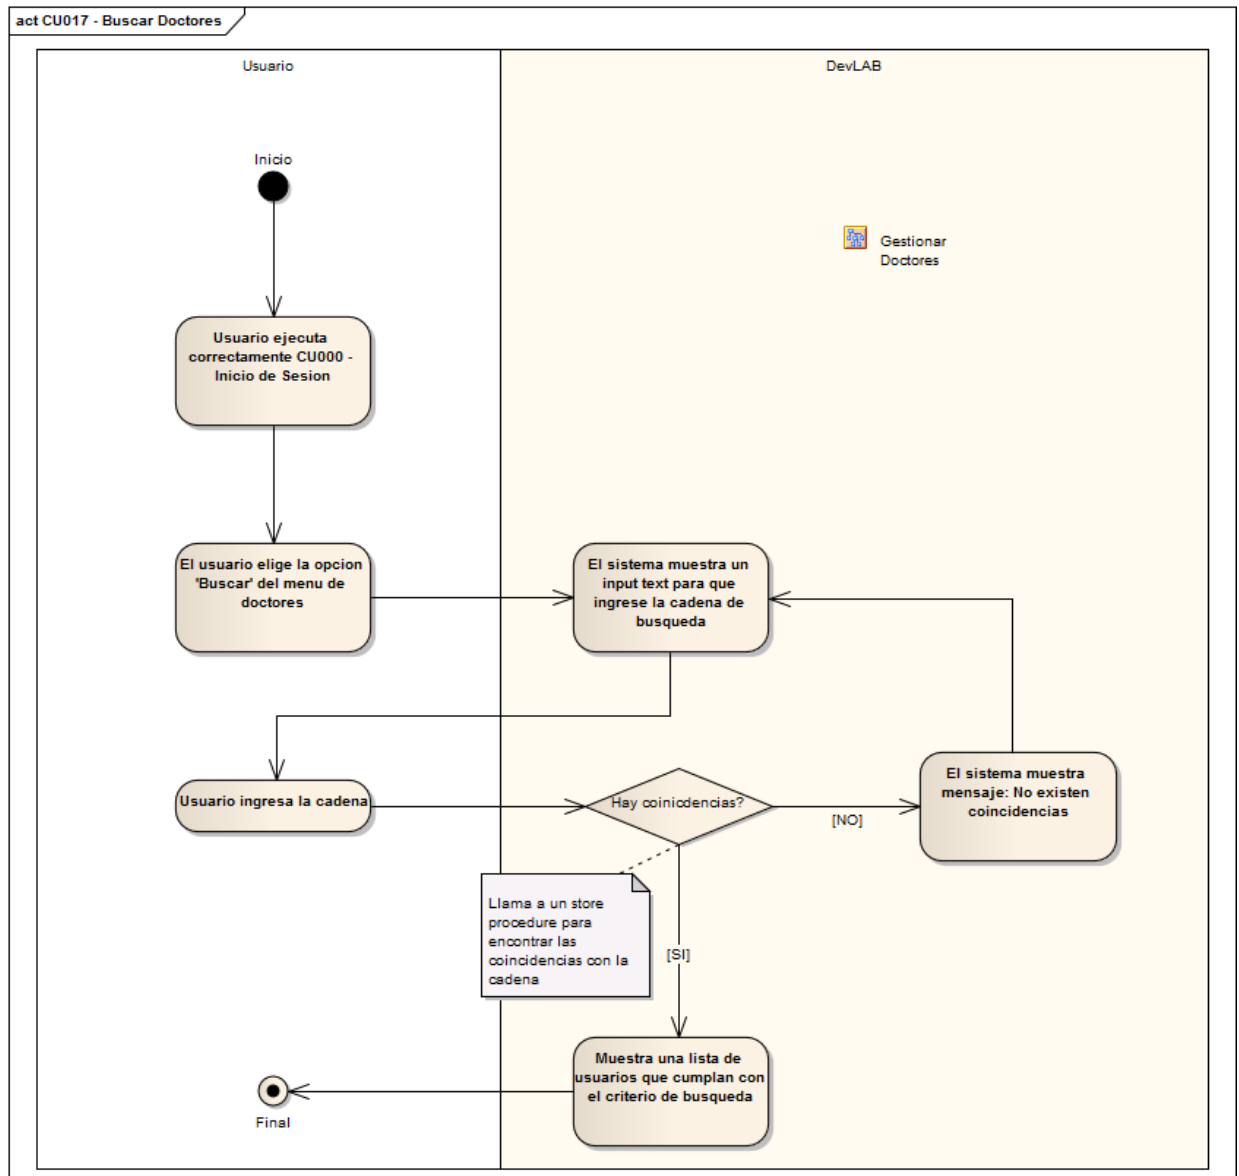 act CU017 - Buscar Doctores
Usuario
DevLAB
Inicio
Gestionar
Doctores
Usuario ejecuta
correctamente CU000 -
Inicio de Sesion
El usuario elige la opcion
'Buscar' del menu de
doctores
El sistema muestra un
input text para que
ingrese la cadena de
busqueda
Usuario ingresa la cadena
Hay coinicdencias?
[NO]
El sistema muestra
mensaje: No existen
coincidencias
Llama a un store
procedure para
encontrar las
coincidencias con la
cadena
[SI]
Muestra una lista de
usuarios que cumplan con
el criterio de busqueda
Final